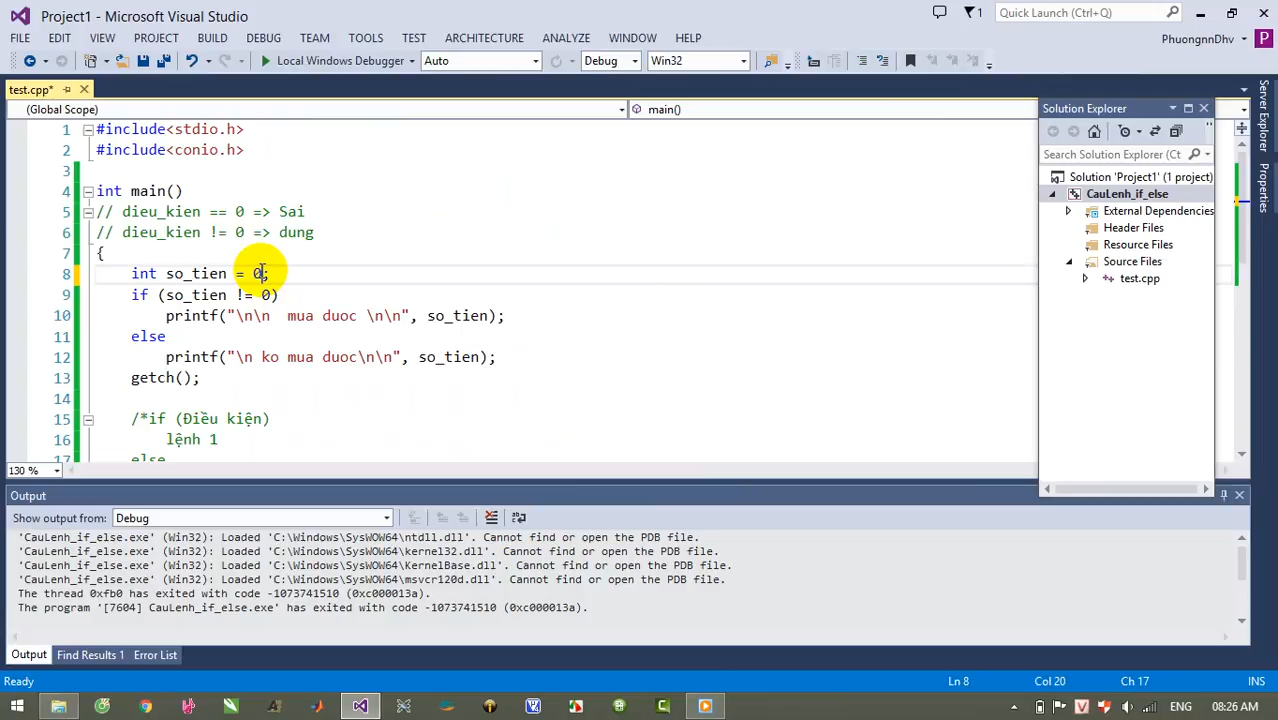 Project1 - Microsoft Visual Studio
1
Quick Launch (Ctrl+Q)
FILE EDIT VIEW PROJECT BUILD DEBUG TEAM TOOLS TEST ARCHITECTURE ANALYZE WINDOW HELP
PhuongnnDhv
P
Local Windows Debugger
Auto
Debug
Win32
test.cpp*
(Global Scope)
main()
1 #include<stdio.h>
2 #include<conio.h>
3
4 int main()
5 // dieu_kien == 0 => Sai
6 // dieu_kien != 0 => dung
7 {
8 int so_tien = 0;
9 if (so_tien != 0)
10 printf("\n\n  mua duoc \n\n", so_tien);
11 else
12 printf("\n ko mua duoc\n\n", so_tien);
13 getch();
14
15 /*if (Điều kiện)
16 lệnh 1
17 else
130 %
Solution Explorer
Search Solution Explorer (Ct
Solution 'Project1' (1 project)
CauLenh_if_else
External Dependencies
Header Files
Resource Files
Source Files
test.cpp
Server Explorer
Properties
Output
Show output from: Debug
'CauLenh_if_else.exe' (Win32): Loaded 'C:\Windows\SysWOW64\ntdll.dll'. Cannot find or open the PDB file.
'CauLenh_if_else.exe' (Win32): Loaded 'C:\Windows\SysWOW64\kernel32.dll'. Cannot find or open the PDB file.
'CauLenh_if_else.exe' (Win32): Loaded 'C:\Windows\SysWOW64\KernelBase.dll'. Cannot find or open the PDB file.
'CauLenh_if_else.exe' (Win32): Loaded 'C:\Windows\SysWOW64\msvcr120d.dll'. Cannot find or open the PDB file.
The thread 0xfb0 has exited with code -1073741510 (0xc000013a).
The program '[7604] CauLenh_if_else.exe' has exited with code -1073741510 (0xc000013a).
Output Find Results 1 Error List
Ready
Ln 8
Col 20
Ch 17
INS
ENG
08:26 AM